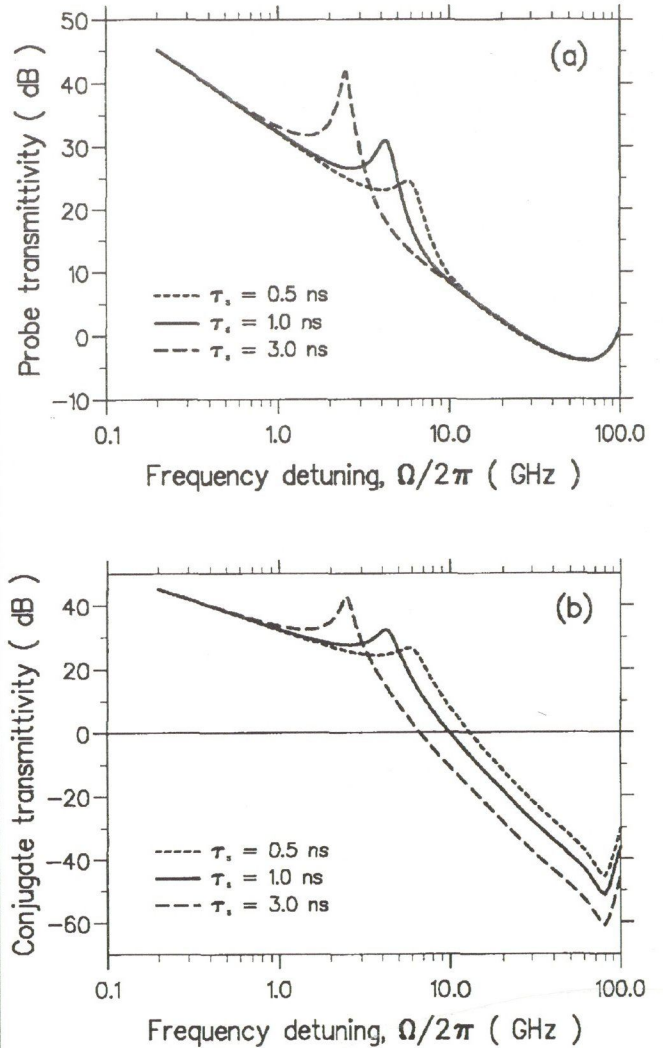 50
40
30
20
10
0
-10
Probe transmittivity ( dB )
(a)
τs = 0.5 ns
τs = 1.0 ns
τs = 3.0 ns
0.1 1.0 10.0 100.0
Frequency detuning, Ω/2π ( GHz )
40
20
0
-20
-40
-60
Conjugate transmittivity ( dB )
(b)
τs = 0.5 ns
τs = 1.0 ns
τs = 3.0 ns
0.1 1.0 10.0 100.0
Frequency detuning, Ω/2π ( GHz )